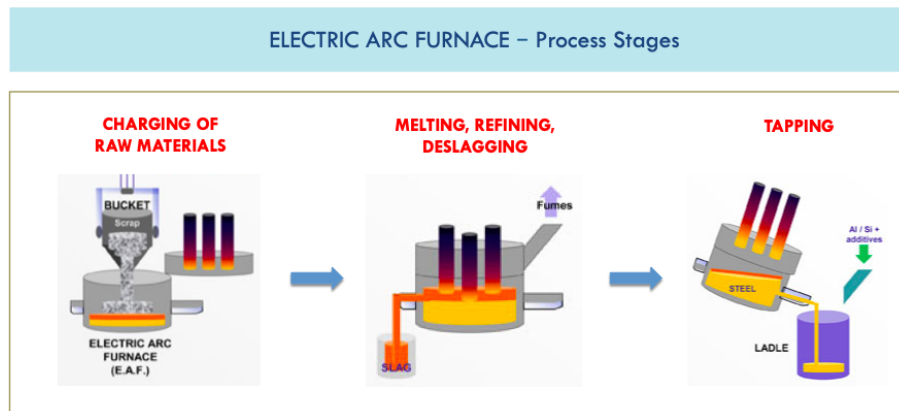 ELECTRIC ARC FURNACE – Process Stages
CHARGING OF
RAW MATERIALS
BUCKET
Scrap
ELECTRIC ARC
FURNACE
(E.A.F.)
MELTING, REFINING,
DESLAGGING
Fumes
SLAG
TAPPING
Al / Si +
additives
STEEL
LADLE